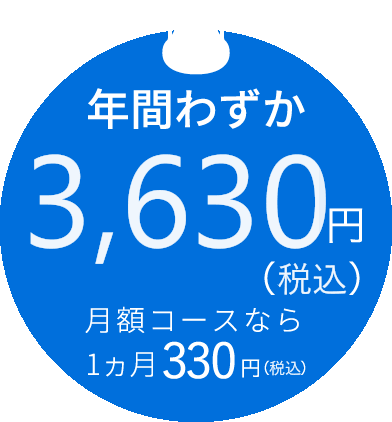 年間わずか
3,630円
（税込）
月額コースなら
1ヵ月330円（税込）